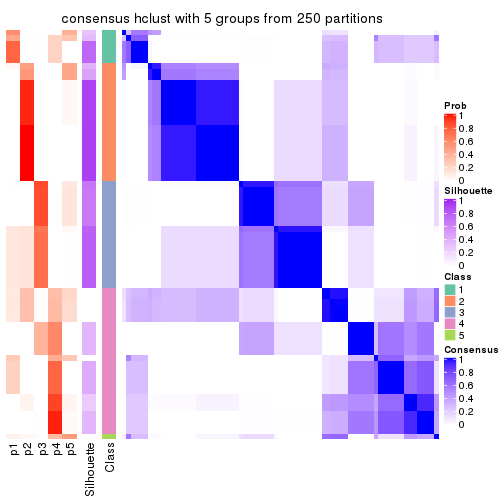 consensus hclust with 5 groups from 250 partitions
Prob
1
0.8
0.6
0.4
0.2
0
Silhouette
1
0.8
0.6
0.4
0.2
0
Class
1
2
3
4
5
Consensus
1
0.8
0.6
0.4
0.2
0
p1
p2
p3
p4
p5
Silhouette
Class